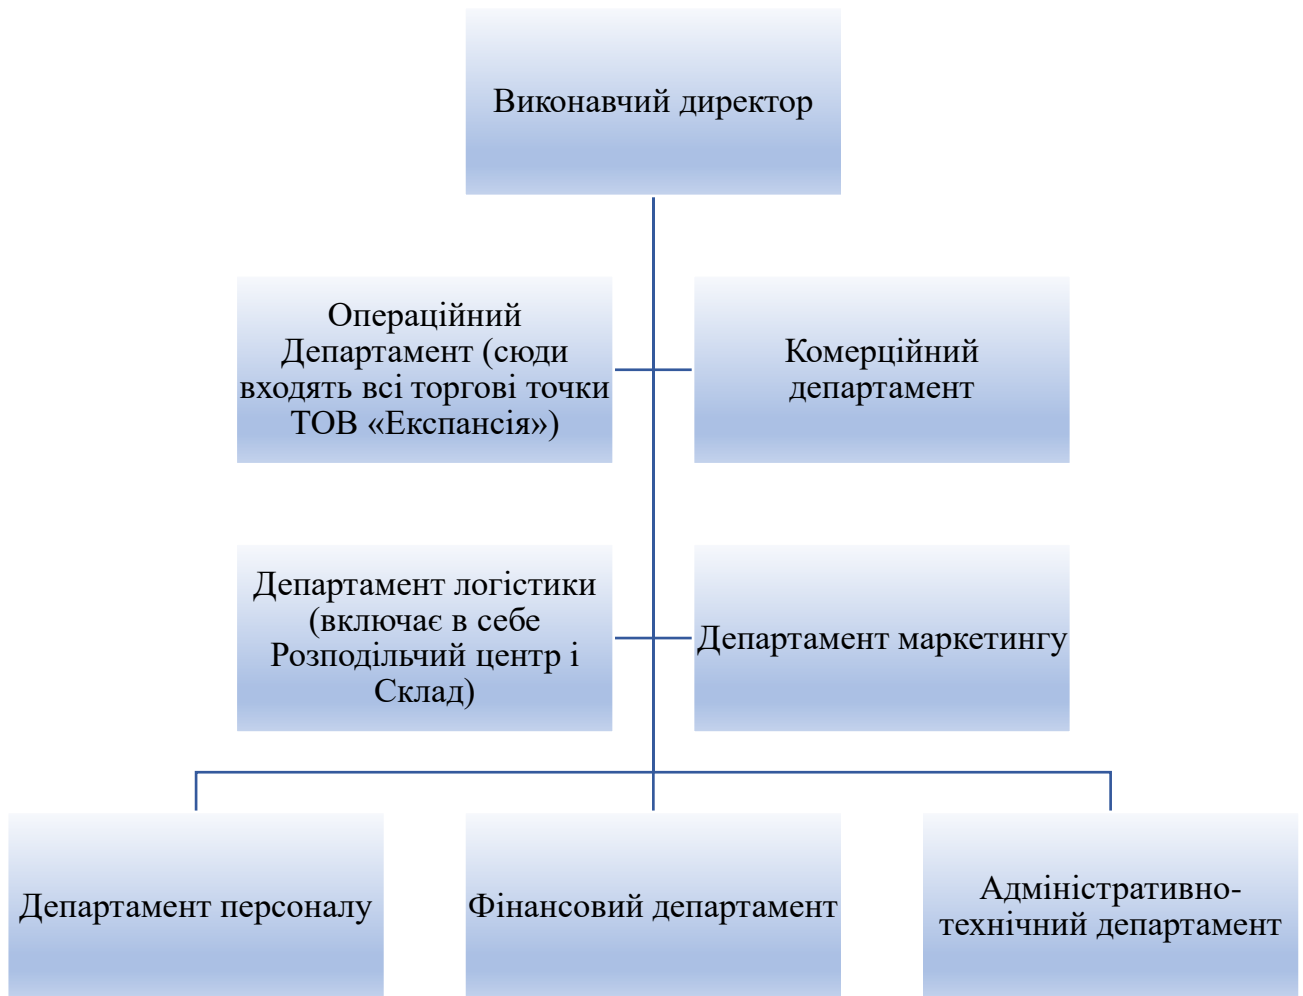 Виконавчий директор
Операційний
Департамент (сюди
входять всі торгові точки
ТОВ «Експансія»)
Комерційний
департамент
Департамент логістики
(включає в себе
Розподільчий центр і
Склад)
Департамент маркетингу
Департамент персоналу
Фінансовий департамент
Адміністративно-
технічний департамент